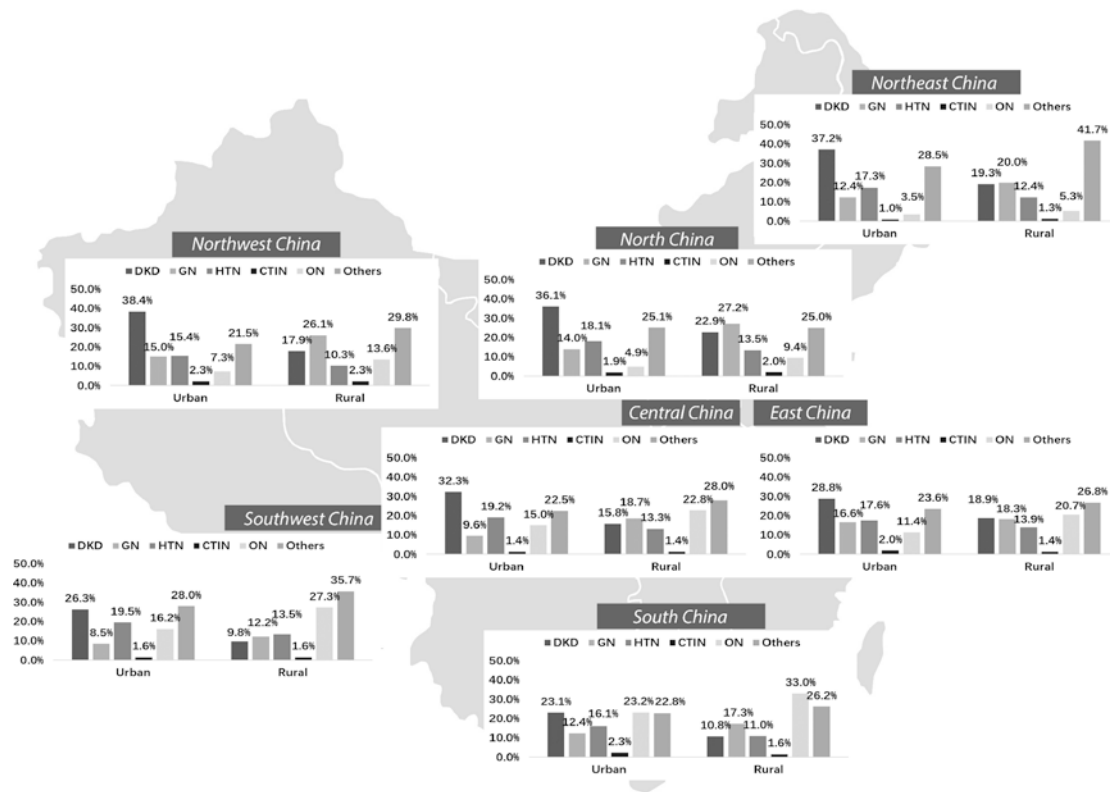 Northeast China
DKD GN HTN CTIN ON Others
50.0%
40.0%
30.0%
20.0%
10.0%
0.0%
37.2% 12.4% 17.3% 1.0% 3.5% 28.5%
19.3% 20.0% 12.4% 1.3% 5.3% 41.7%
Urban Rural
Northwest China
DKD GN HTN CTIN ON Others
50.0%
40.0%
30.0%
20.0%
10.0%
0.0%
38.4% 15.0% 15.4% 2.3% 7.3% 21.5%
17.9% 26.1% 10.3% 2.3% 13.6% 29.8%
Urban Rural
North China
DKD GN HTN CTIN ON Others
50.0%
40.0%
30.0%
20.0%
10.0%
0.0%
36.1% 14.0% 18.1% 1.9% 4.9% 25.1%
22.9% 27.2% 13.5% 2.0% 9.4% 25.0%
Urban Rural
Central China
DKD GN HTN CTIN ON Others
50.0%
40.0%
30.0%
20.0%
10.0%
0.0%
32.3% 9.6% 19.2% 1.4% 15.0% 22.5%
15.8% 18.7% 13.3% 1.4% 22.8% 28.0%
Urban Rural
East China
DKD GN HTN CTIN ON Others
50.0%
40.0%
30.0%
20.0%
10.0%
0.0%
28.8% 16.6% 17.6% 2.0% 11.4% 23.6%
18.9% 18.3% 13.9% 1.4% 20.7% 26.8%
Urban Rural
Southwest China
DKD GN HTN CTIN ON Others
50.0%
40.0%
30.0%
20.0%
10.0%
0.0%
26.3% 8.5% 19.5% 1.6% 16.2% 28.0%
9.8% 12.2% 13.5% 1.6% 27.3% 35.7%
Urban Rural
South China
DKD GN HTN CTIN ON Others
50.0%
40.0%
30.0%
20.0%
10.0%
0.0%
23.1% 12.4% 16.1% 2.3% 23.2% 22.8%
10.8% 17.3% 11.0% 1.6% 33.0% 26.2%
Urban Rural